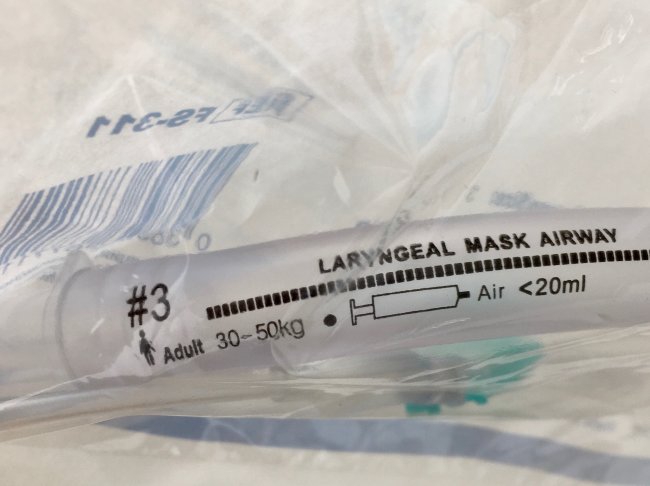 REF FS-311
LARYNGEAL MASK AIRWAY
#3
Adult 30~50kg
Air <20ml